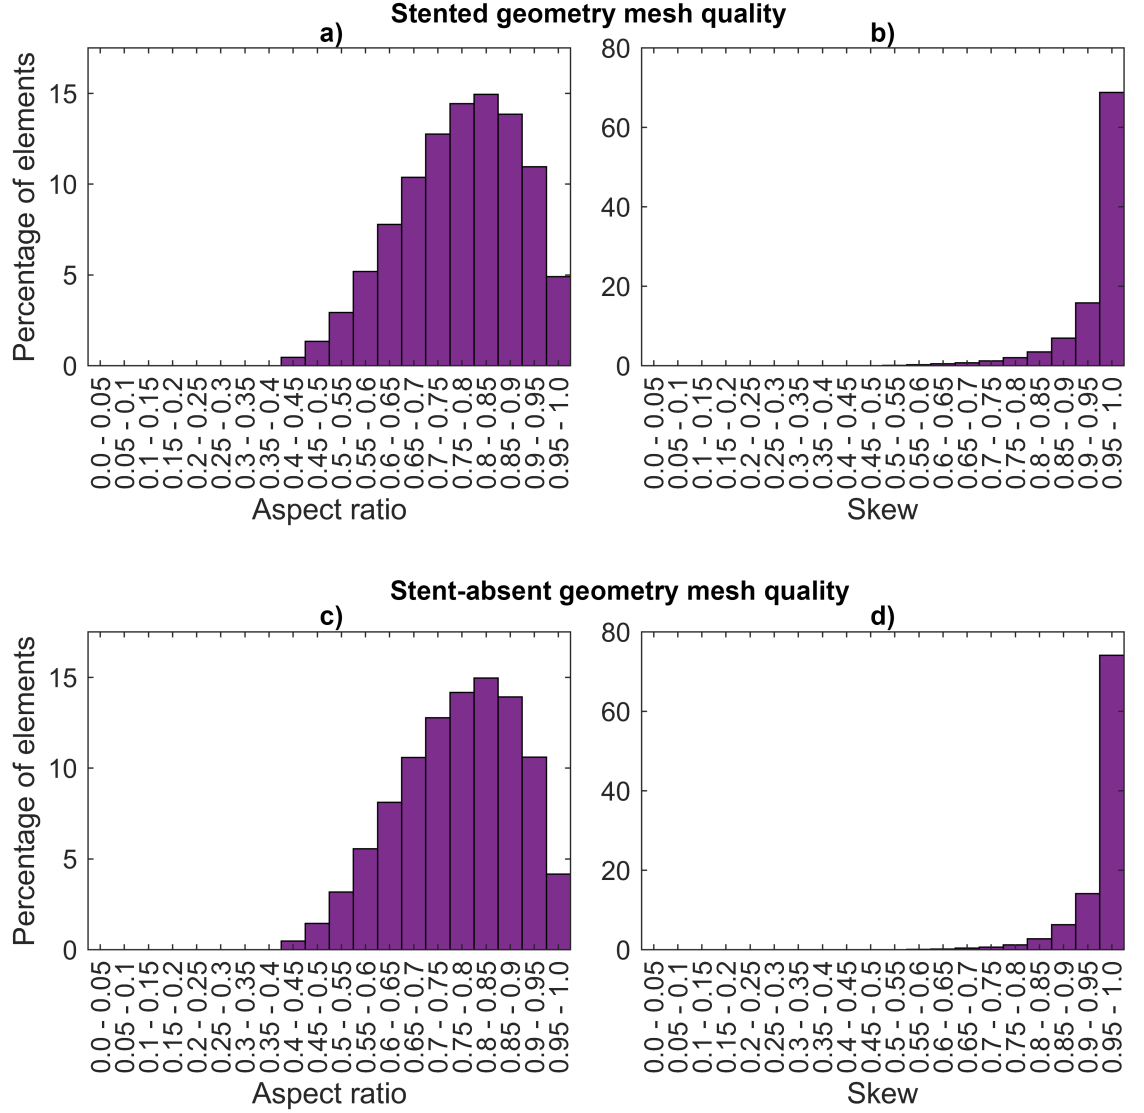 Stented geometry mesh quality
a)
b)
Percentage of elements
15
10
5
0
0.0 - 0.05
0.05 - 0.1
0.1 - 0.15
0.15 - 0.2
0.2 - 0.25
0.25 - 0.3
0.3 - 0.35
0.35 - 0.4
0.4 - 0.45
0.45 - 0.5
0.5 - 0.55
0.55 - 0.6
0.6 - 0.65
0.65 - 0.7
0.7 - 0.75
0.75 - 0.8
0.8 - 0.85
0.85 - 0.9
0.9 - 0.95
0.95 - 1.0
Aspect ratio
80
60
40
20
0
0.0 - 0.05
0.05 - 0.1
0.1 - 0.15
0.15 - 0.2
0.2 - 0.25
0.25 - 0.3
0.3 - 0.35
0.35 - 0.4
0.4 - 0.45
0.45 - 0.5
0.5 - 0.55
0.55 - 0.6
0.6 - 0.65
0.65 - 0.7
0.7 - 0.75
0.75 - 0.8
0.8 - 0.85
0.85 - 0.9
0.9 - 0.95
0.95 - 1.0
Skew
Stent-absent geometry mesh quality
c)
d)
Percentage of elements
15
10
5
0
0.0 - 0.05
0.05 - 0.1
0.1 - 0.15
0.15 - 0.2
0.2 - 0.25
0.25 - 0.3
0.3 - 0.35
0.35 - 0.4
0.4 - 0.45
0.45 - 0.5
0.5 - 0.55
0.55 - 0.6
0.6 - 0.65
0.65 - 0.7
0.7 - 0.75
0.75 - 0.8
0.8 - 0.85
0.85 - 0.9
0.9 - 0.95
0.95 - 1.0
Aspect ratio
80
60
40
20
0
0.0 - 0.05
0.05 - 0.1
0.1 - 0.15
0.15 - 0.2
0.2 - 0.25
0.25 - 0.3
0.3 - 0.35
0.35 - 0.4
0.4 - 0.45
0.45 - 0.5
0.5 - 0.55
0.55 - 0.6
0.6 - 0.65
0.65 - 0.7
0.7 - 0.75
0.75 - 0.8
0.8 - 0.85
0.85 - 0.9
0.9 - 0.95
0.95 - 1.0
Skew